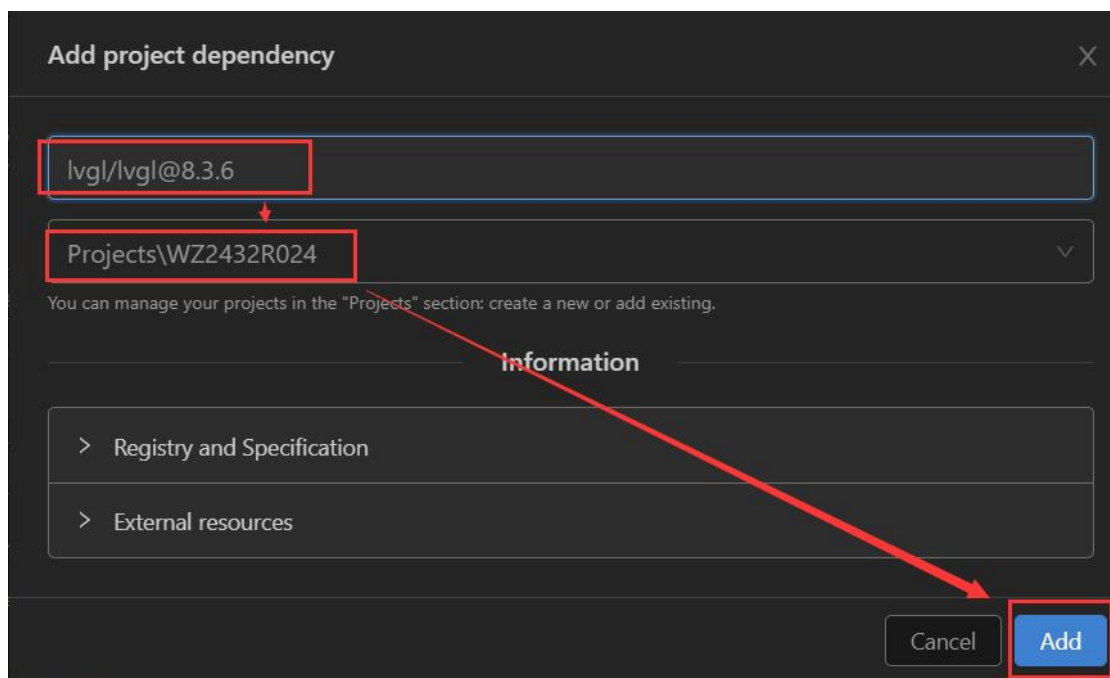 Add project dependency
lvgl/lvgl@8.3.6
Projects\WZ2432R024
You can manage your projects in the "Projects" section: create a new or add existing.
Information
Registry and Specification
External resources
Cancel
Add